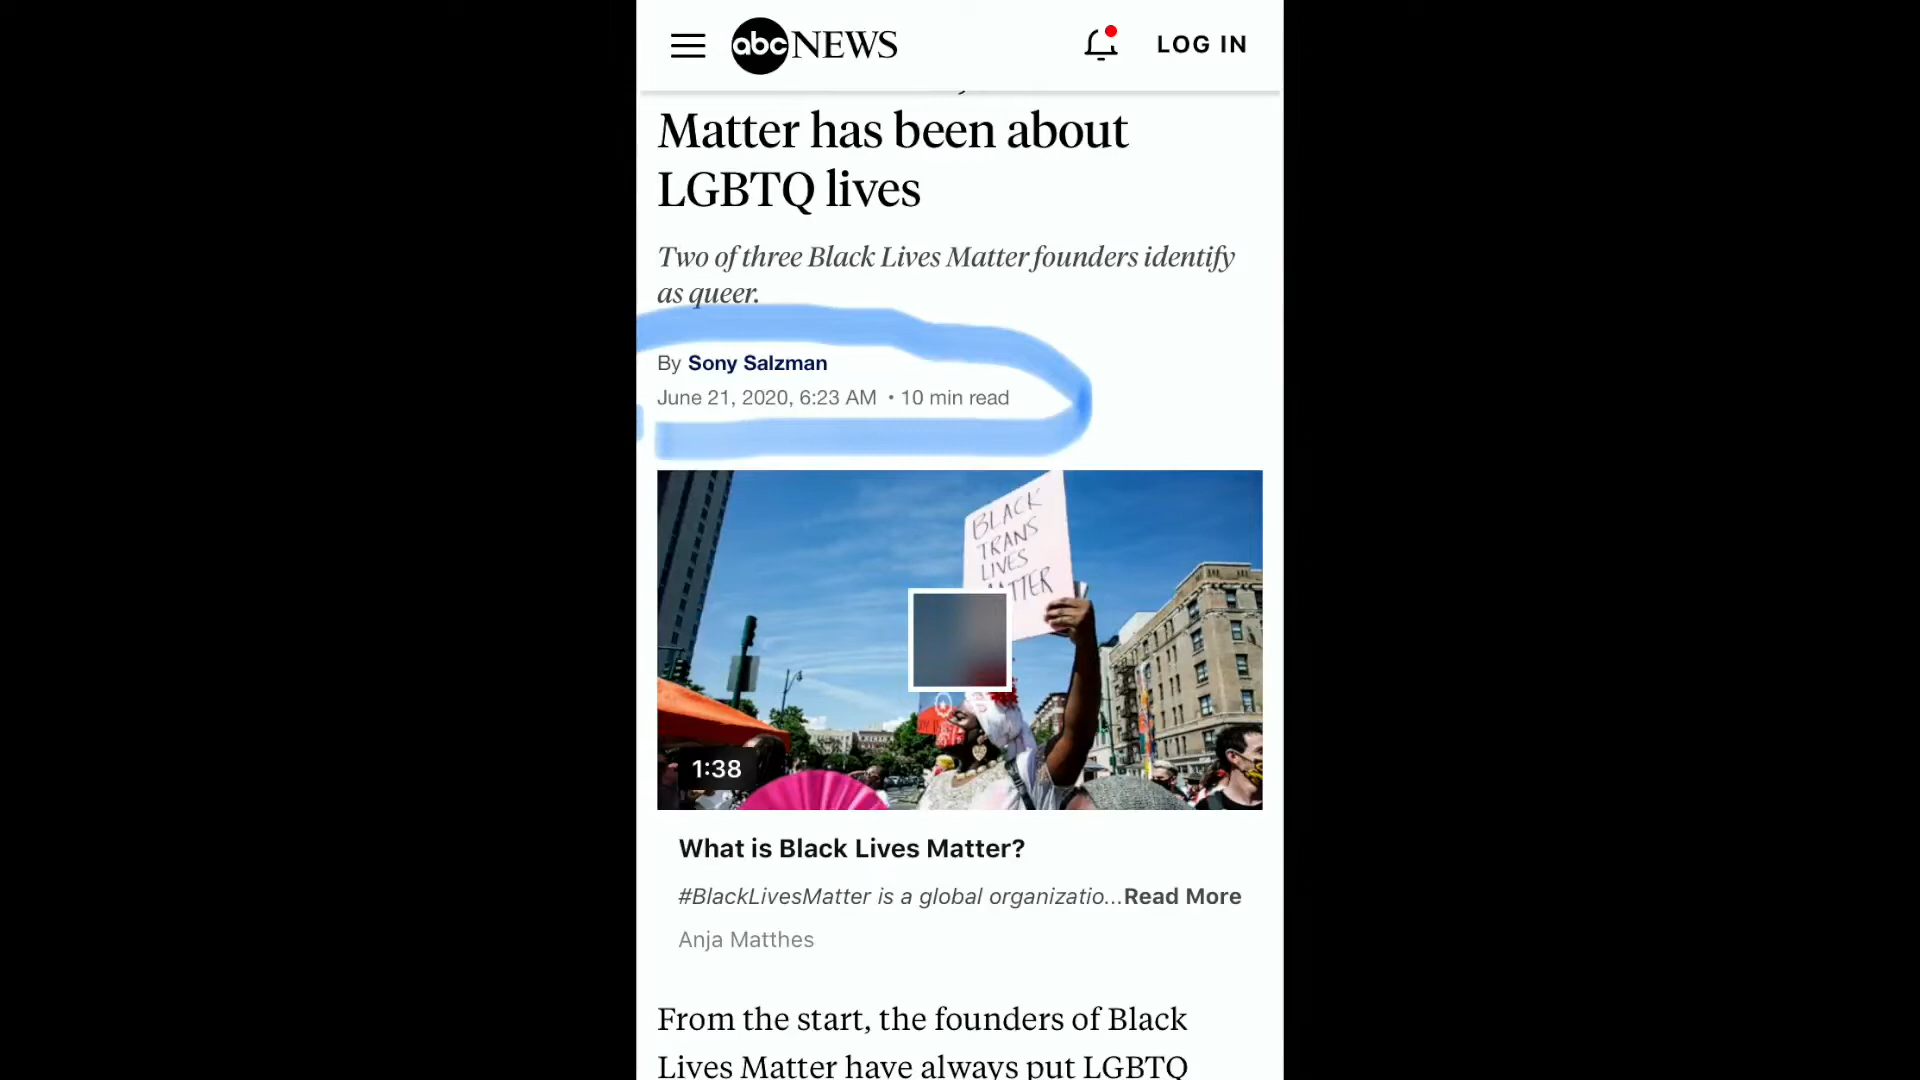 abc NEWS
LOG IN
Matter has been about
LGBTQ lives
Two of three Black Lives Matter founders identify
as queer.
By Sony Salzman
June 21, 2020, 6:23 AM • 10 min read
BLACK
TRANS
LIVES
1:38
What is Black Lives Matter?
#BlackLivesMatter is a global organizatio...Read More
Anja Matthes
From the start, the founders of Black
Lives Matter have always put LGBTQ